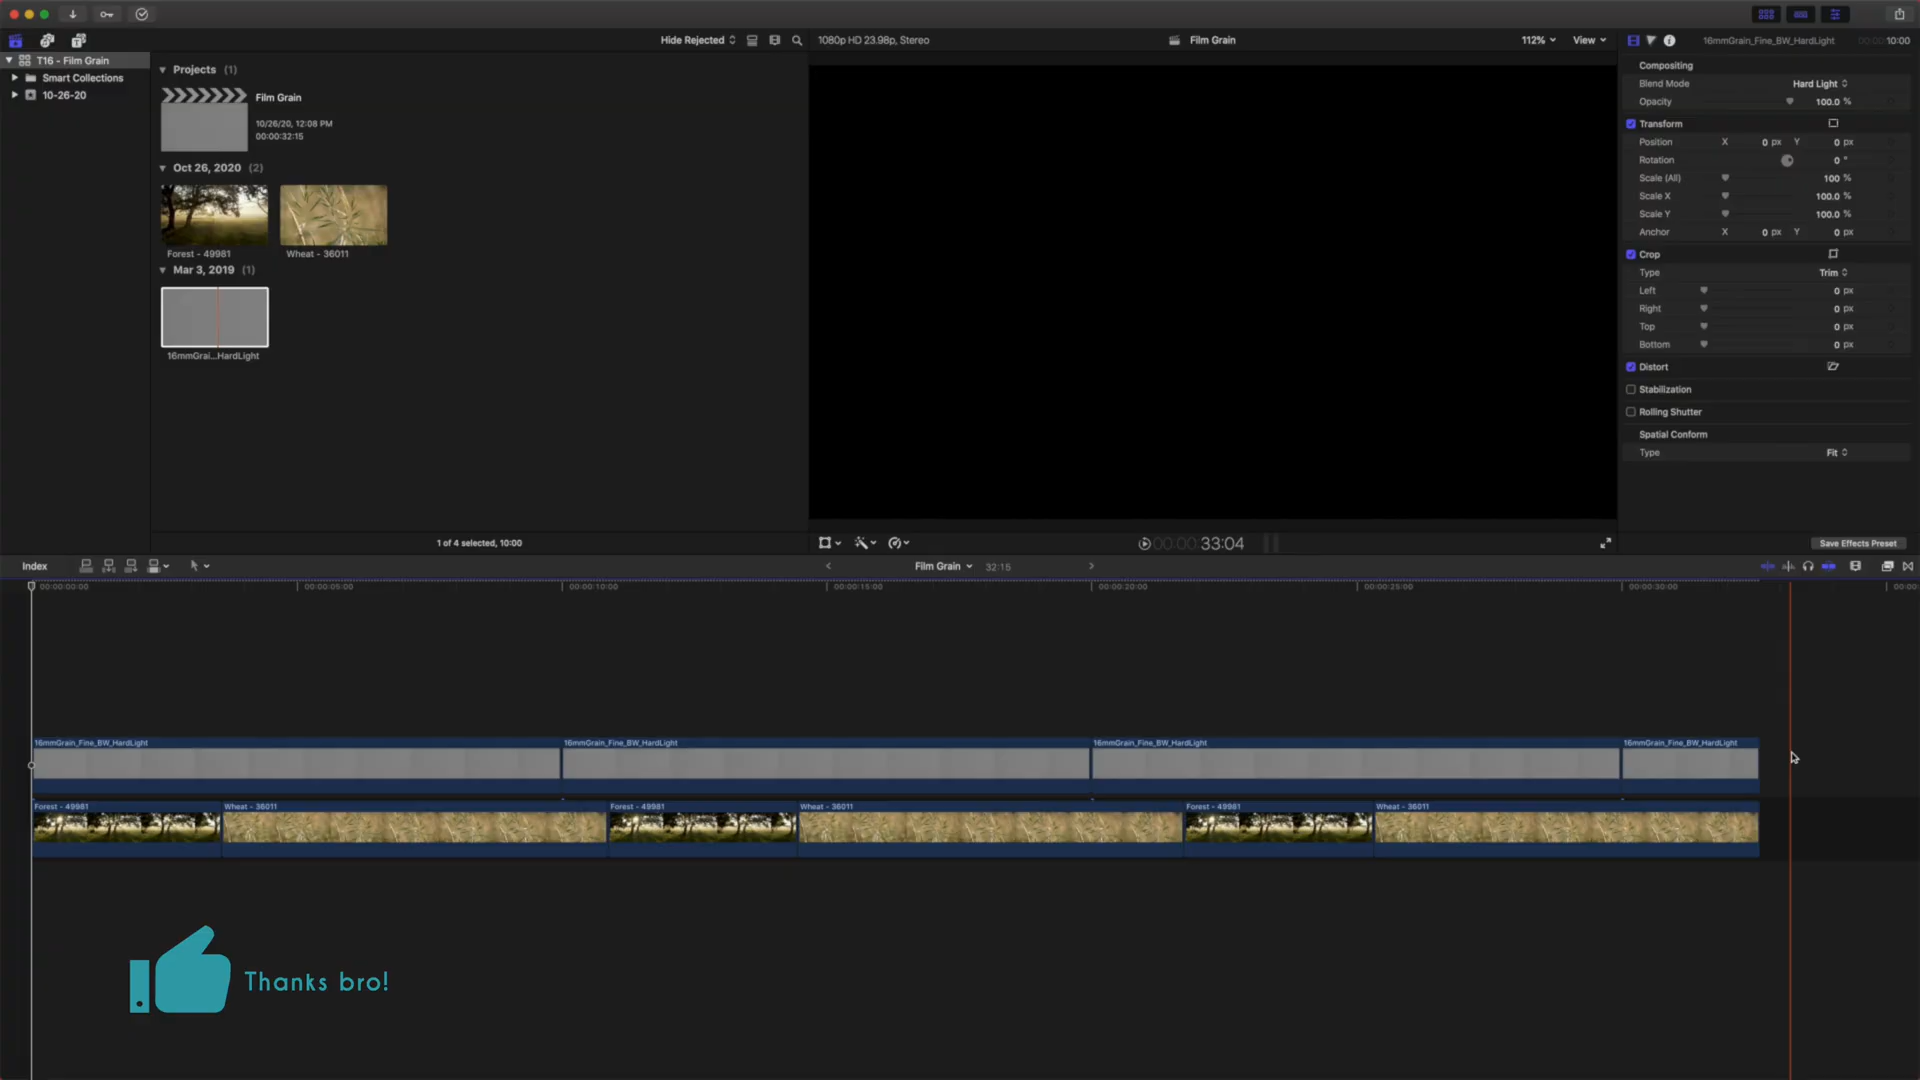 Hide Rejected
1080p HD 23.98p, Stereo
Film Grain
112%
View
16mmGrain_Fine_BW_HardLight
00:00:10:00
T16 - Film Grain
Smart Collections
10-26-20
Projects (1)
Film Grain
10/26/20, 12:08 PM
00:00:32:15
Oct 26, 2020 (2)
Forest - 49981
Wheat - 36011
Mar 3, 2019 (1)
16mmGrai...HardLight
1 of 4 selected, 10:00
00:00:33:04
Compositing
Blend Mode
Hard Light
Opacity
100.0 %
Transform
Position
X
0 px
Y
0 px
Rotation
0 °
Scale (All)
100 %
Scale X
100.0 %
Scale Y
100.0 %
Anchor
X
0 px
Y
0 px
Crop
Type
Trim
Left
0 px
Right
0 px
Top
0 px
Bottom
0 px
Distort
Stabilization
Rolling Shutter
Spatial Conform
Type
Fit
Save Effects Preset
Index
Film Grain
32:15
00:00:00:00
00:00:05:00
00:00:10:00
00:00:15:00
00:00:20:00
00:00:25:00
00:00:30:00
16mmGrain_Fine_BW_HardLight
16mmGrain_Fine_BW_HardLight
16mmGrain_Fine_BW_HardLight
16mmGrain_Fine_BW_HardLight
Forest - 49981
Wheat - 36011
Forest - 49981
Wheat - 36011
Forest - 49981
Wheat - 36011
Thanks bro!